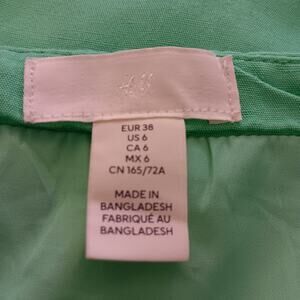 H&M
EUR 38
US 6
CA 6
MX 6
CN 165/72A
MADE IN
BANGLADESH
FABRIQUÉ AU
BANGLADESH